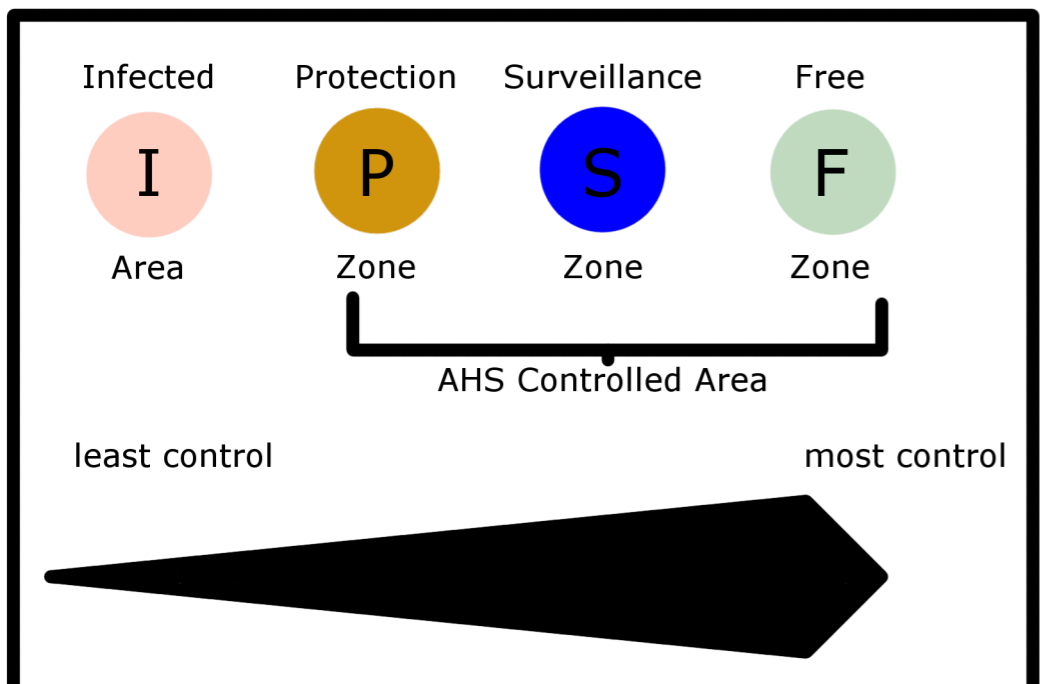 Infected Protection Surveillance Free
I P S F
Area Zone Zone Zone
AHS Controlled Area
least control most control